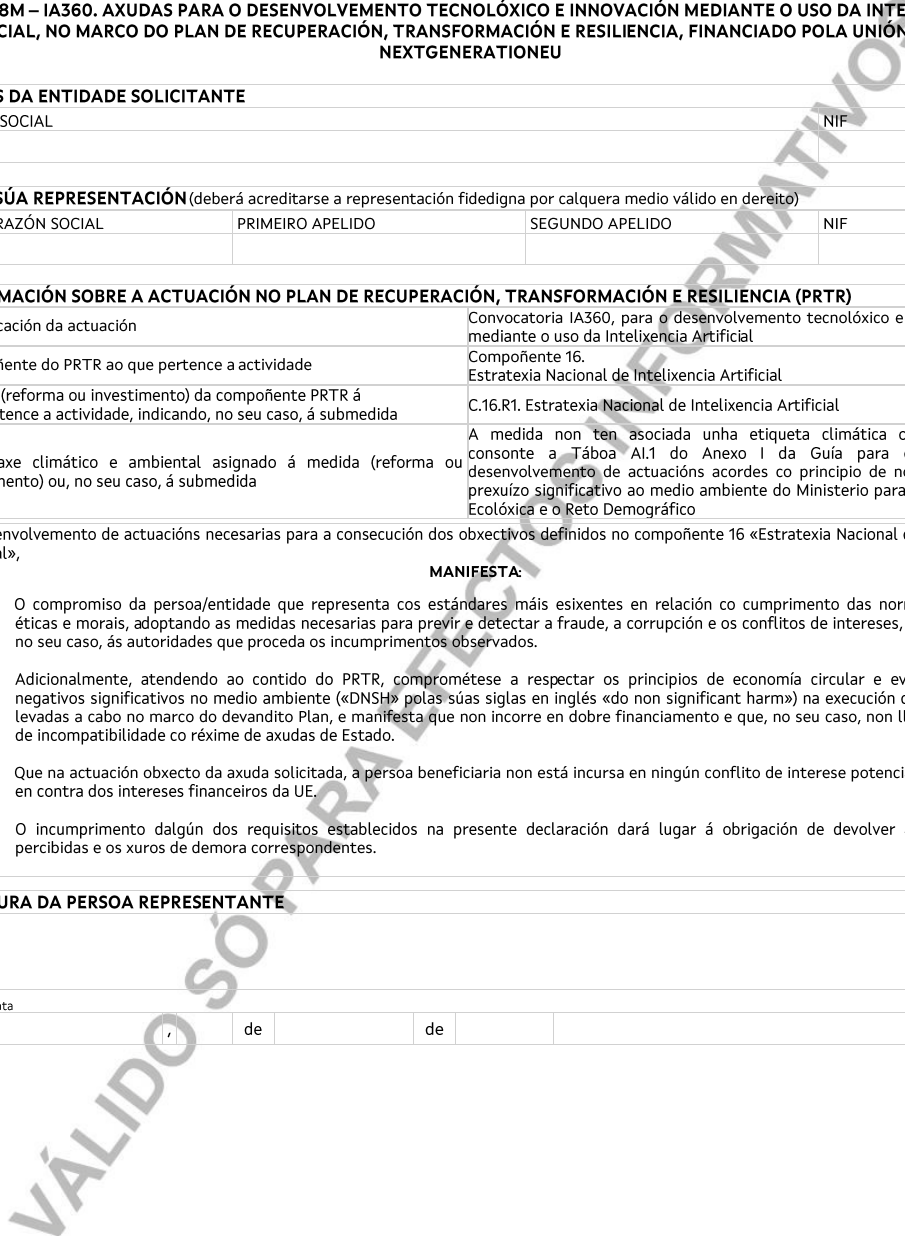 8M – IA360. AXUDAS PARA O DESENVOLVEMENTO TECNOLÓXICO E INNOVACIÓN MEDIANTE O USO DA INTE
CIAL, NO MARCO DO PLAN DE RECUPERACIÓN, TRANSFORMACIÓN E RESILIENCIA, FINANCIADO POLA UNIÓN
NEXTGENERATIONEU
S DA ENTIDADE SOLICITANTE
SOCIAL NIF
SÚA REPRESENTACIÓN (deberá acreditarse a representación fidedigna por calquera medio válido en dereito)
RAZÓN SOCIAL PRIMEIRO APELIDO SEGUNDO APELIDO NIF
MACIÓN SOBRE A ACTUACIÓN NO PLAN DE RECUPERACIÓN, TRANSFORMACIÓN E RESILIENCIA (PRTR)
cación da actuación
Convocatoria IA360, para o desenvolvemento tecnolóxico e
mediante o uso da Intelixencia Artificial
ñente do PRTR ao que pertence a actividade
Compoñente 16.
Estratexia Nacional de Intelixencia Artificial
(reforma ou investimento) da compoñente PRTR á
tence a actividade, indicando, no seu caso, á submedida
C.16.R1. Estratexia Nacional de Intelixencia Artificial
axe climático e ambiental asignado á medida (reforma ou
mento) ou, no seu caso, á submedida
A medida non ten asociada unha etiqueta climática o
consonte a Táboa AI.1 do Anexo I da Guía para
desenvolvemento de actuacións acordes co principio de n
prexuízo significativo ao medio ambiente do Ministerio para
Ecolóxica e o Reto Demográfico
envolvemento de actuacións necesarias para a consecución dos obxectivos definidos no compoñente 16 «Estratexia Nacional
al»,
MANIFESTA:
O compromiso da persoa/entidade que representa cos estándares máis esixentes en relación co cumprimento das nor
éticas e morais, adoptando as medidas necesarias para previr e detectar a fraude, a corrupción e os conflitos de intereses,
no seu caso, ás autoridades que proceda os incumprimentos observados.
Adicionalmente, atendendo ao contido do PRTR, comprométese a respectar os principios de economía circular e ev
negativos significativos no medio ambiente («DNSH» polas súas siglas en inglés «do non significant harm») na execución
levadas a cabo no marco do devandito Plan, e manifesta que non incorre en dobre financiamento e que, no seu caso, non ll
de incompatibilidade co réxime de axudas de Estado.
Que na actuación obxecto da axuda solicitada, a persoa beneficiaria non está incursa en ningún conflito de interese potenci
en contra dos intereses financeiros da UE.
O incumprimento dalgún dos requisitos establecidos na presente declaración dará lugar á obrigación de devolver
percibidas e os xuros de demora correspondentes.
URA DA PERSOA REPRESENTANTE
ata
, de de
VÁLIDO SÓ PARA EFECTOS INFORMATIVOS